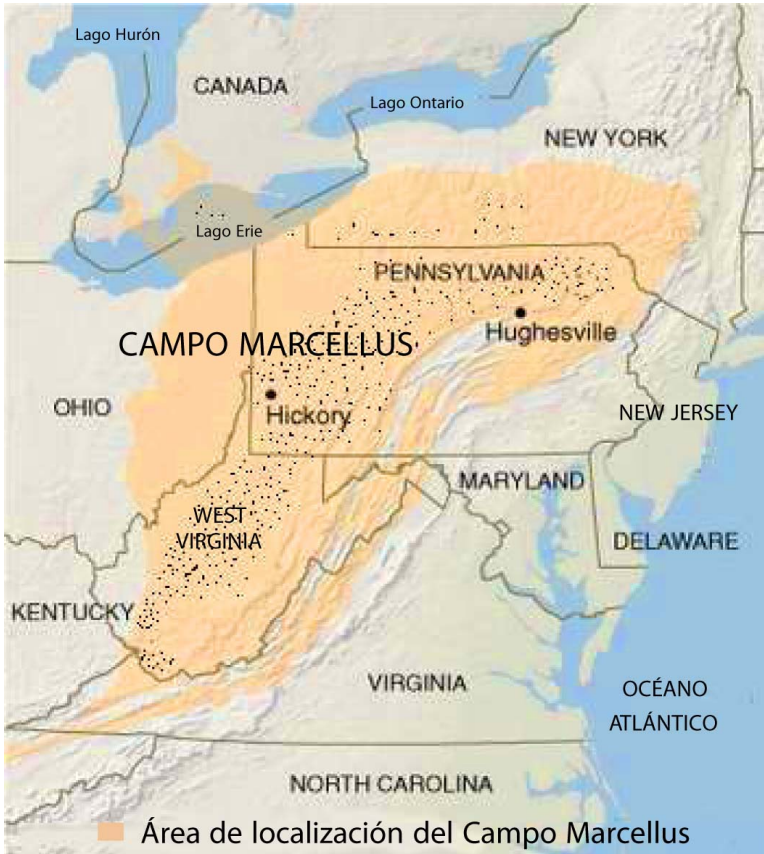 Lago Hurón
CANADA
Lago Ontario
NEW YORK
Lago Erie
PENNSYLVANIA
Hughesville
CAMPO MARCELLUS
OHIO
Hickory
NEW JERSEY
MARYLAND
WEST
VIRGINIA
DELAWARE
KENTUCKY
VIRGINIA
OCÉANO
ATLÁNTICO
NORTH CAROLINA
Área de localización del Campo Marcellus